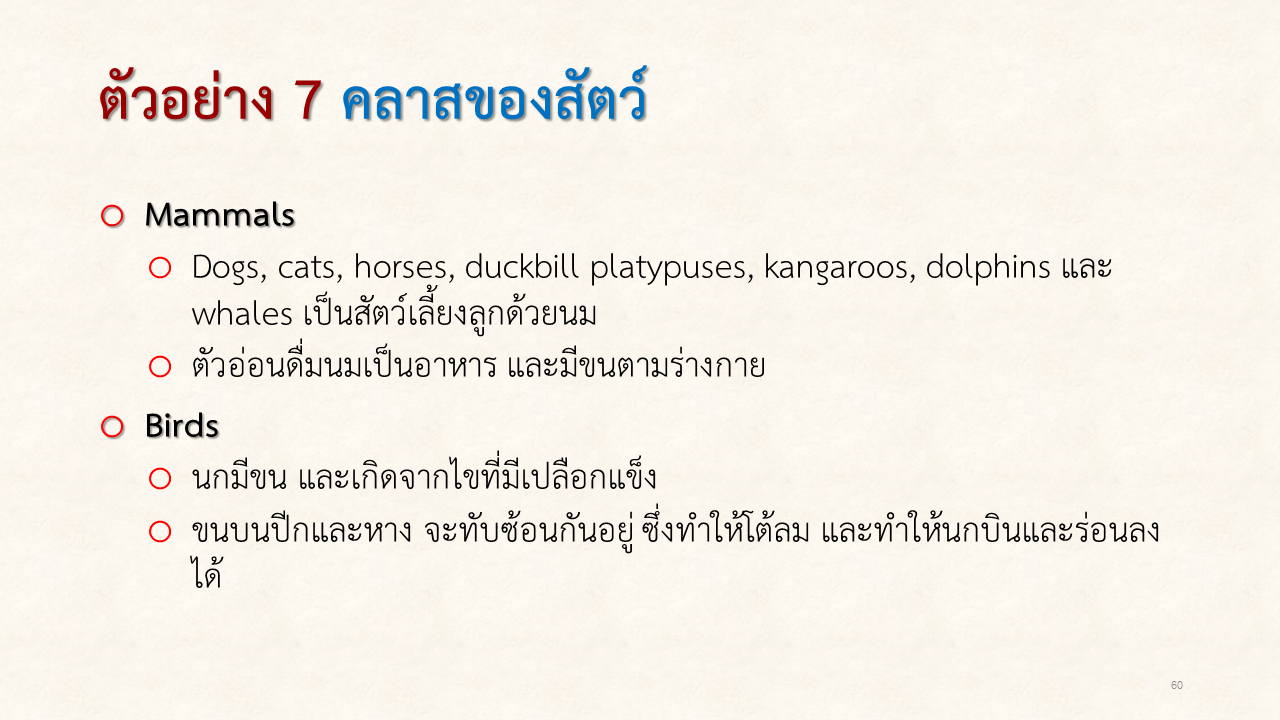 ตัวอย่าง 7 คลาสของสัตว์
Mammals
Dogs, cats, horses, duckbill platypuses, kangaroos, dolphins และ
whales เป็นสัตว์เลี้ยงลูกด้วยนม
ตัวอ่อนดื่มนมเป็นอาหาร และมีขนตามร่างกาย
Birds
นกมีขน และเกิดจากไขที่มีเปลือกแข็ง
ขนบนปีกและหาง จะทับซ้อนกันอยู่ ซึ่งทำให้โต้ลม และทำให้นกบินและร่อนลง
ได้
60